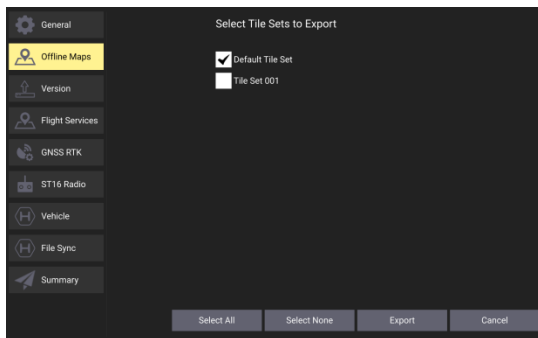 General
Offline Maps
Version
Flight Services
GNSS RTK
ST16 Radio
Vehicle
File Sync
Summary
Select Tile Sets to Export
Default Tile Set
Tile Set 001
Select All
Select None
Export
Cancel